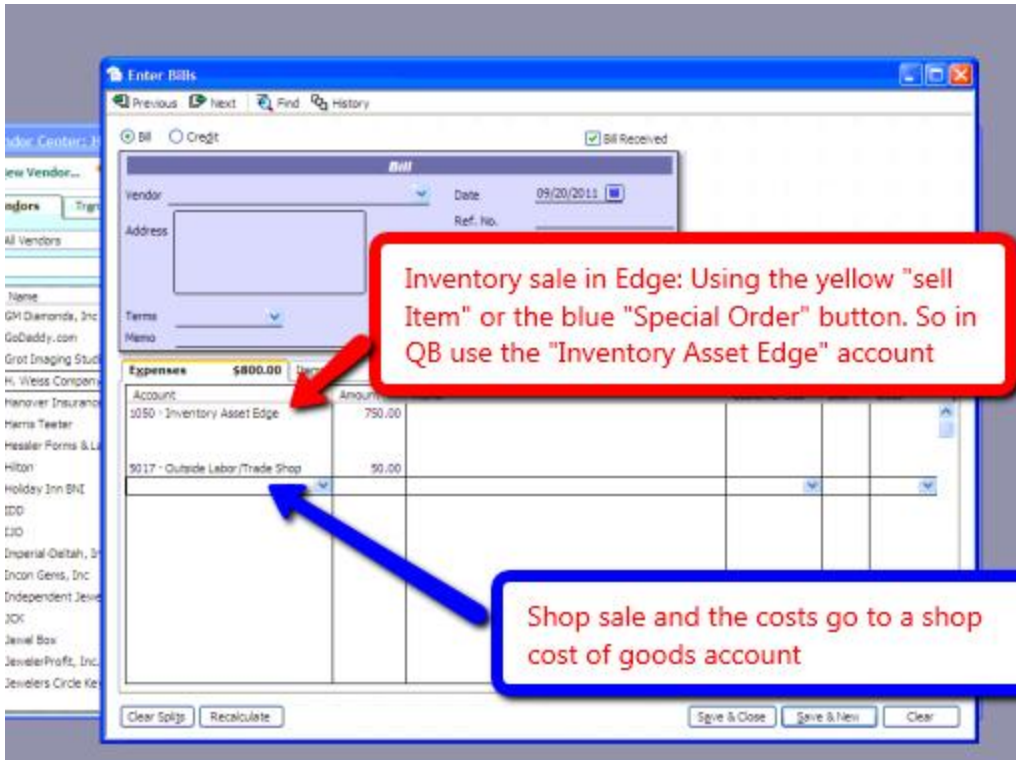 Enter Bills
Previous Next Find History
Bill Credit Bill Received
Bill
Vendor Date 09/20/2011
Ref. No.
Address
Terms
Memo
Inventory sale in Edge: Using the yellow "sell
Item" or the blue "Special Order" button. So in
QB use the "Inventory Asset Edge" account
Expenses $800.00
Account
1050 · Inventory Asset Edge 750.00
5017 · Outside Labor/Trade Shop 50.00
Shop sale and the costs go to a shop
cost of goods account
Clear Splits Recalculate Save & Close Save & New Clear
ndor Center: H
ew Vendor...
ndors Tran
All Vendors
Name
GM Diamonds, Inc
GoDaddy.com
Grot Imaging Studi
H. Weiss Company
Hanover Insuranc
Harris Teeter
Hessler Forms & La
Hilton
Holiday Inn BNI
IDD
IJO
Imperial-Deltah, In
Incon Gems, Inc
Independent Jewe
JCK
Jewel Box
JewelerProfit, Inc.
Jewelers Circle Ke